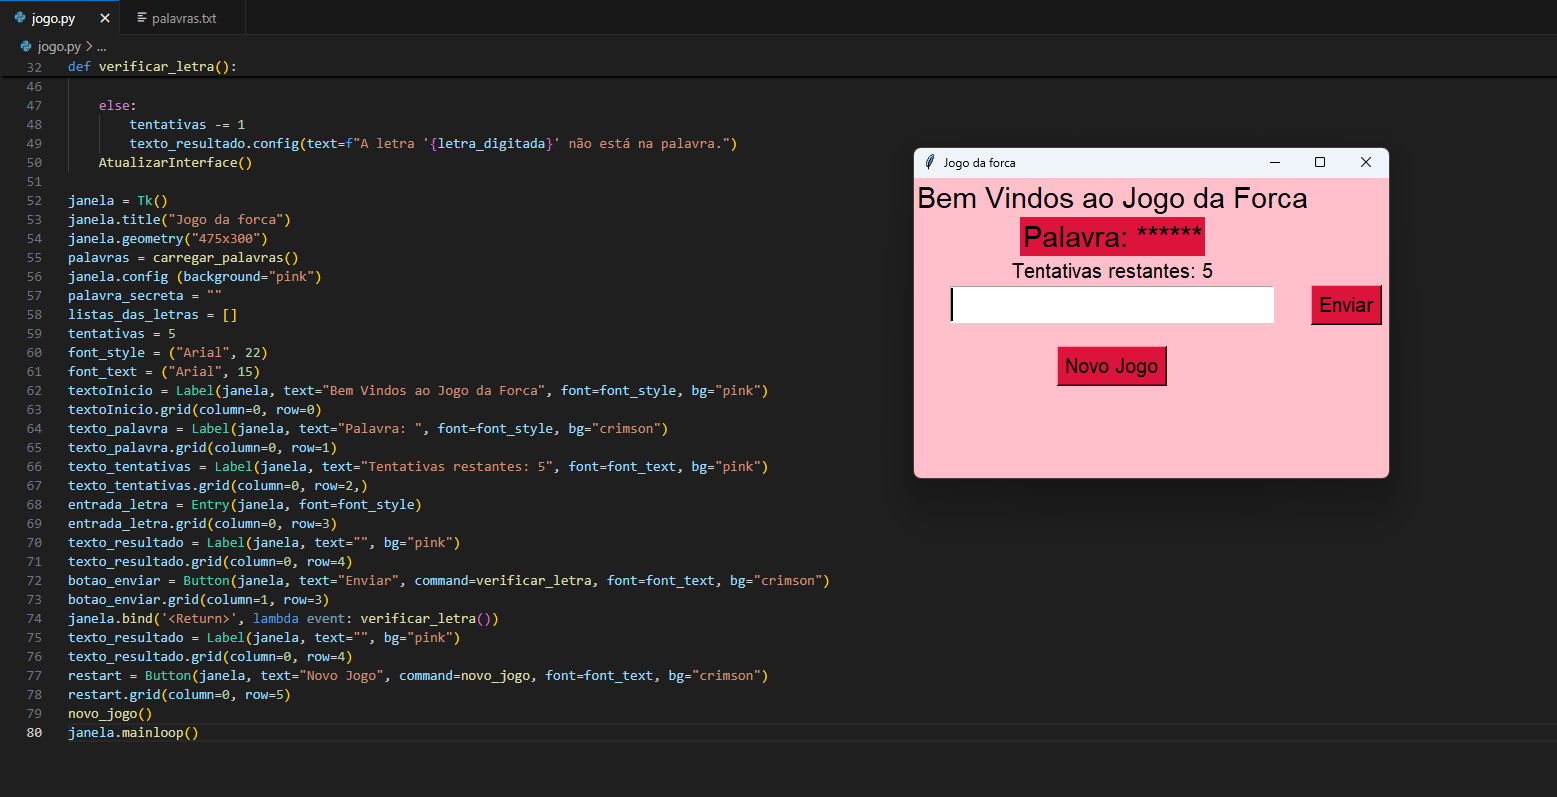 jogo.py
palavras.txt
jogo.py > ...
32 def verificar_letra():
46
47 else:
48 tentativas -= 1
49 texto_resultado.config(text=f"A letra '{letra_digitada}' não está na palavra.")
50 AtualizarInterface()
51
52 janela = Tk()
53 janela.title("Jogo da forca")
54 janela.geometry("475x300")
55 palavras = carregar_palavras()
56 janela.config (background="pink")
57 palavra_secreta = ""
58 listas_das_letras = []
59 tentativas = 5
60 font_style = ("Arial", 22)
61 font_text = ("Arial", 15)
62 textoInicio = Label(janela, text="Bem Vindos ao Jogo da Forca", font=font_style, bg="pink")
63 textoInicio.grid(column=0, row=0)
64 texto_palavra = Label(janela, text="Palavra: ", font=font_style, bg="crimson")
65 texto_palavra.grid(column=0, row=1)
66 texto_tentativas = Label(janela, text="Tentativas restantes: 5", font=font_text, bg="pink")
67 texto_tentativas.grid(column=0, row=2,)
68 entrada_letra = Entry(janela, font=font_style)
69 entrada_letra.grid(column=0, row=3)
70 texto_resultado = Label(janela, text="", bg="pink")
71 texto_resultado.grid(column=0, row=4)
72 botao_enviar = Button(janela, text="Enviar", command=verificar_letra, font=font_text, bg="crimson")
73 botao_enviar.grid(column=1, row=3)
74 janela.bind('<Return>', lambda event: verificar_letra())
75 texto_resultado = Label(janela, text="", bg="pink")
76 texto_resultado.grid(column=0, row=4)
77 restart = Button(janela, text="Novo Jogo", command=novo_jogo, font=font_text, bg="crimson")
78 restart.grid(column=0, row=5)
79 novo_jogo()
80 janela.mainloop()
Jogo da forca
Bem Vindos ao Jogo da Forca
Palavra: ******
Tentativas restantes: 5
Enviar
Novo Jogo